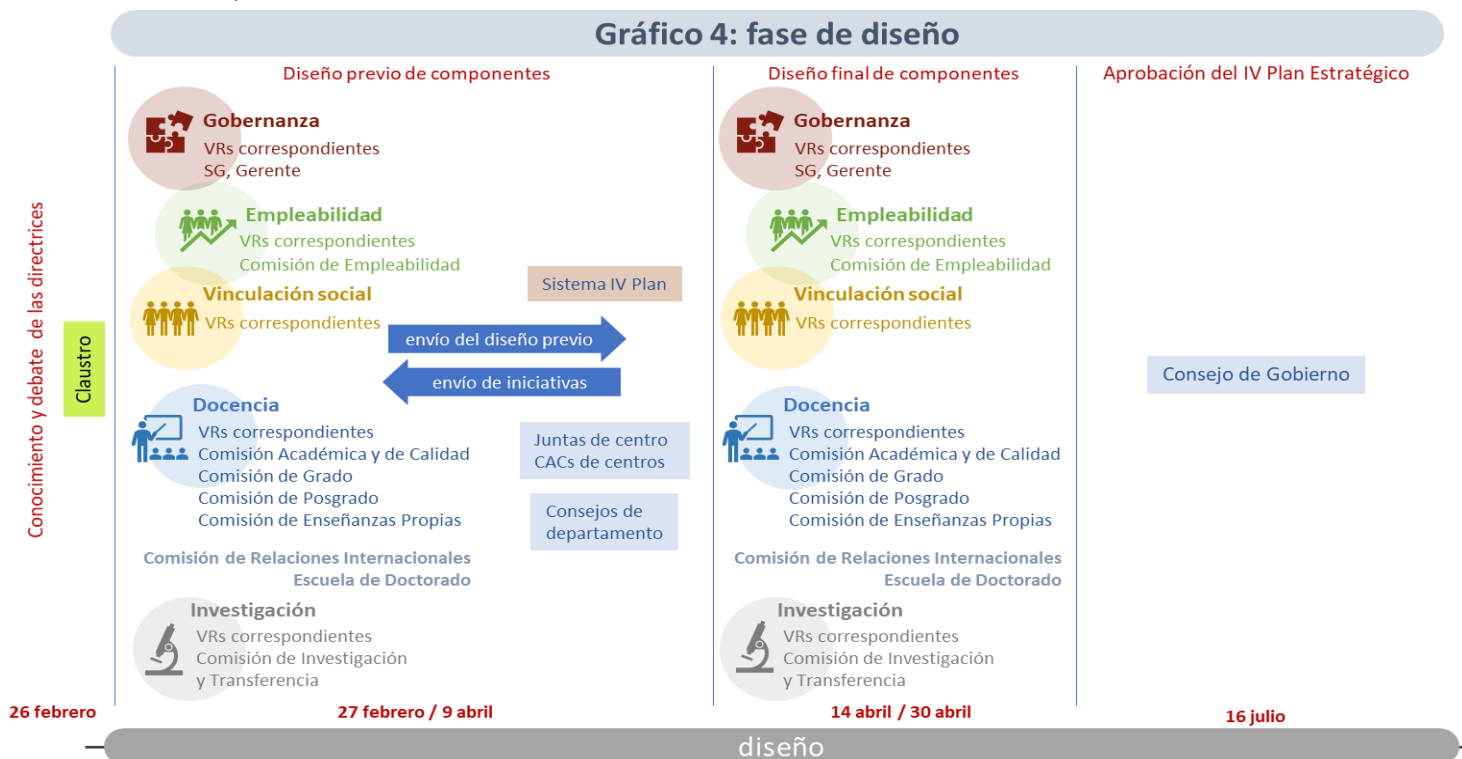 Gráfico 4: fase de diseño
Conocimiento y debate de las directrices
Claustro
26 febrero
Diseño previo de componentes
Gobernanza
VRs correspondientes
SG, Gerente
Empleabilidad
VRs correspondientes
Comisión de Empleabilidad
Vinculación social
VRs correspondientes
Sistema IV Plan
envío del diseño previo
envío de iniciativas
Docencia
VRs correspondientes
Comisión Académica y de Calidad
Comisión de Grado
Comisión de Posgrado
Comisión de Enseñanzas Propias
Juntas de centro
CACs de centros
Consejos de
departamento
Comisión de Relaciones Internacionales
Escuela de Doctorado
Investigación
VRs correspondientes
Comisión de Investigación
y Transferencia
27 febrero / 9 abril
Diseño final de componentes
Gobernanza
VRs correspondientes
SG, Gerente
Empleabilidad
VRs correspondientes
Comisión de Empleabilidad
Vinculación social
VRs correspondientes
Docencia
VRs correspondientes
Comisión Académica y de Calidad
Comisión de Grado
Comisión de Posgrado
Comisión de Enseñanzas Propias
Comisión de Relaciones Internacionales
Escuela de Doctorado
Investigación
VRs correspondientes
Comisión de Investigación
y Transferencia
14 abril / 30 abril
Aprobación del IV Plan Estratégico
Consejo de Gobierno
16 julio
diseño